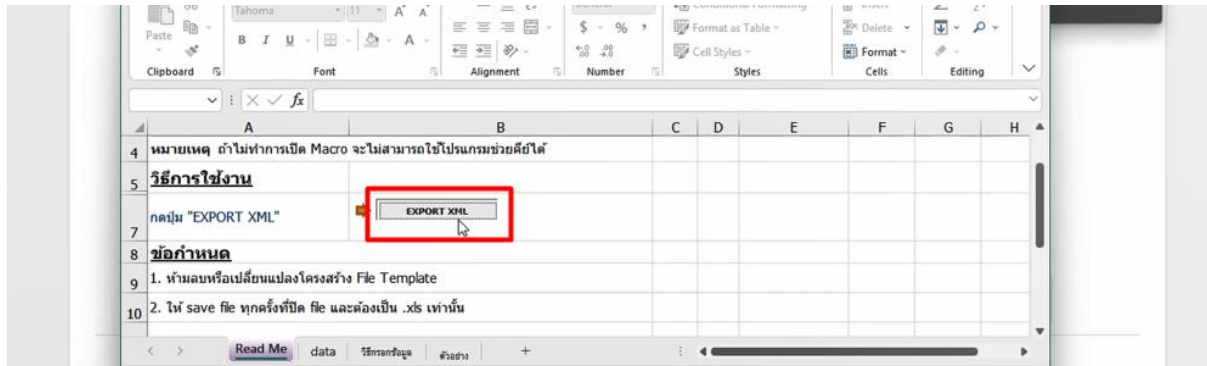 Tahoma 11 A A
Conditional Formatting
Insert
Paste
B I U A
$ % ,
Format as Table
Delete
Cell Styles
Format
Clipboard Font Alignment Number Styles Cells Editing
fx
A B C D E F G H
4 หมายเหตุ ถ้าไม่ทำการเปิด Macro จะไม่สามารถใช้โปรแกรมช่วยคีย์ได้
5 วิธีการใช้งาน
7 กดปุ่ม "EXPORT XML" EXPORT XML
8 ข้อกำหนด
9 1. ห้ามลบหรือเปลี่ยนแปลงโครงสร้าง File Template
10 2. ให้ save file ทุกครั้งที่ปิด file และต้องเป็น .xls เท่านั้น
Read Me data วิธีกรอกข้อมูล ตัวอย่าง +